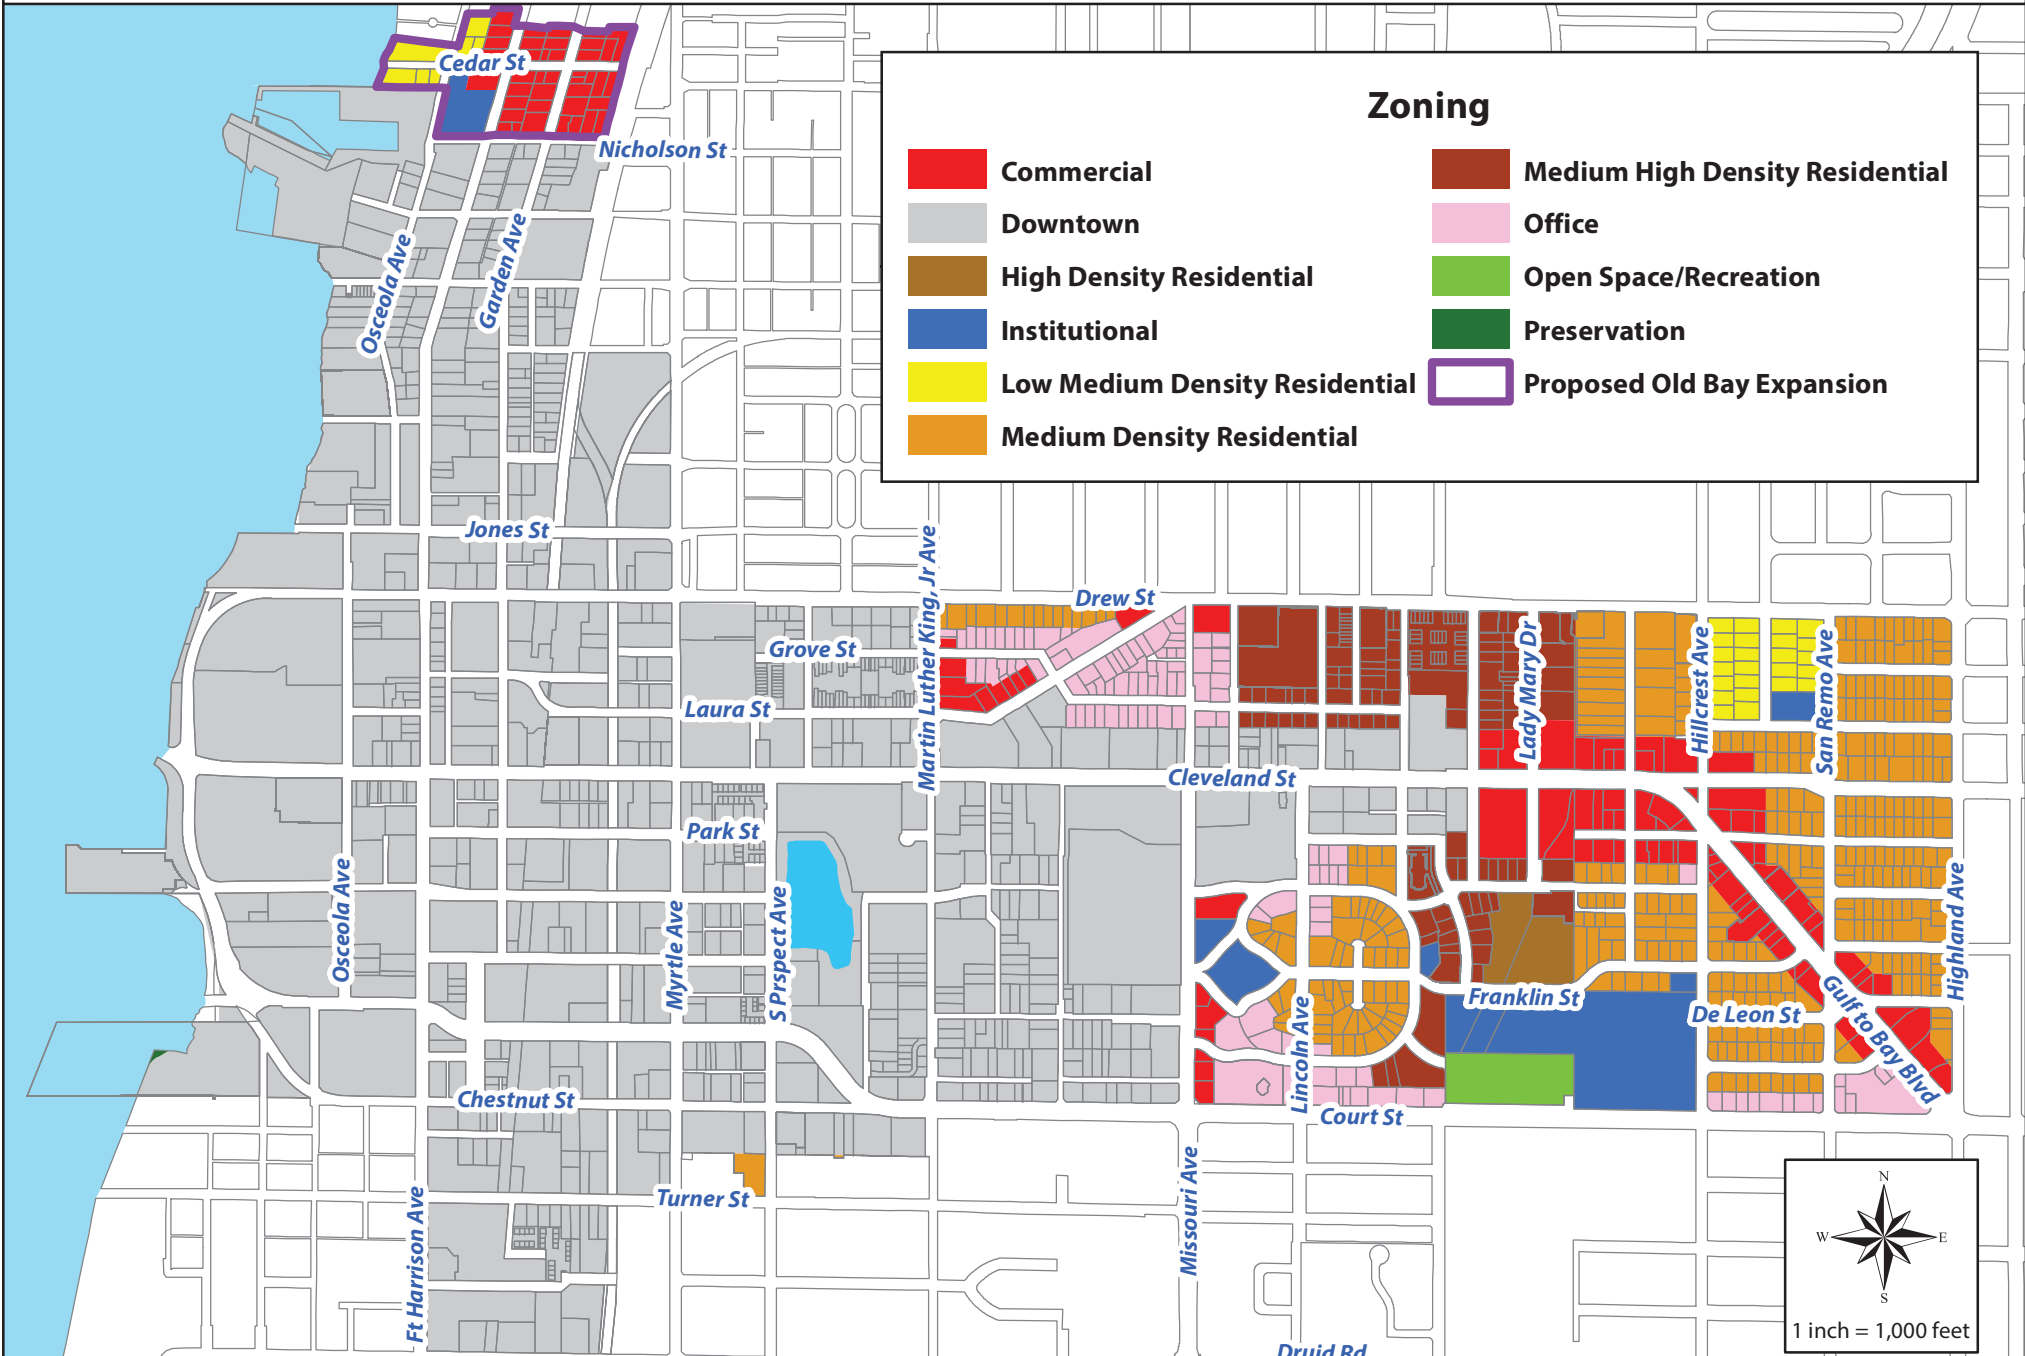 Cedar St
Nicholson St
Osceola Ave
Garden Ave
Zoning
Commercial
Downtown
High Density Residential
Institutional
Low Medium Density Residential
Medium Density Residential
Medium High Density Residential
Office
Open Space/Recreation
Preservation
Proposed Old Bay Expansion
Jones St
Martin Luther King, Jr Ave
Drew St
Grove St
Laura St
Lady Mary Dr
Hillcrest Ave
San Remo Ave
Cleveland St
Park St
Osceola Ave
Myrtle Ave
S Prspect Ave
Highland Ave
Lincoln Ave
Franklin St
De Leon St
Gulf to Bay Blvd
Chestnut St
Court St
Turner St
Ft Harrison Ave
Missouri Ave
Druid Rd
N
W
E
S
1 inch = 1,000 feet